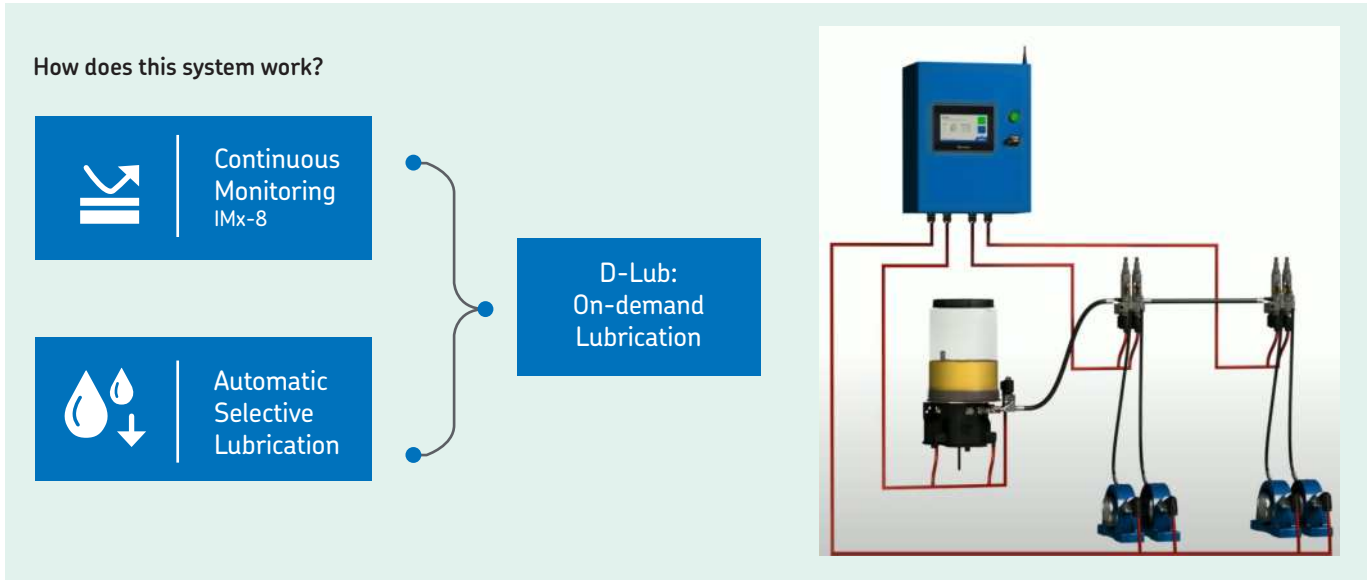 How does this system work?
Continuous
Monitoring
IMx-8
Automatic
Selective
Lubrication
D-Lub:
On-demand
Lubrication